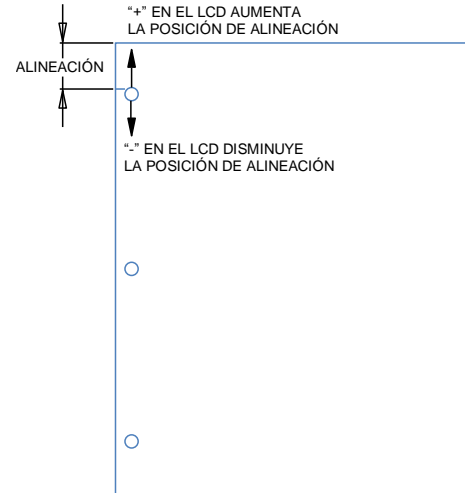 “+” EN EL LCD AUMENTA
LA POSICIÓN DE ALINEACIÓN
ALINEACIÓN
“-” EN EL LCD DISMINUYE
LA POSICIÓN DE ALINEACIÓN